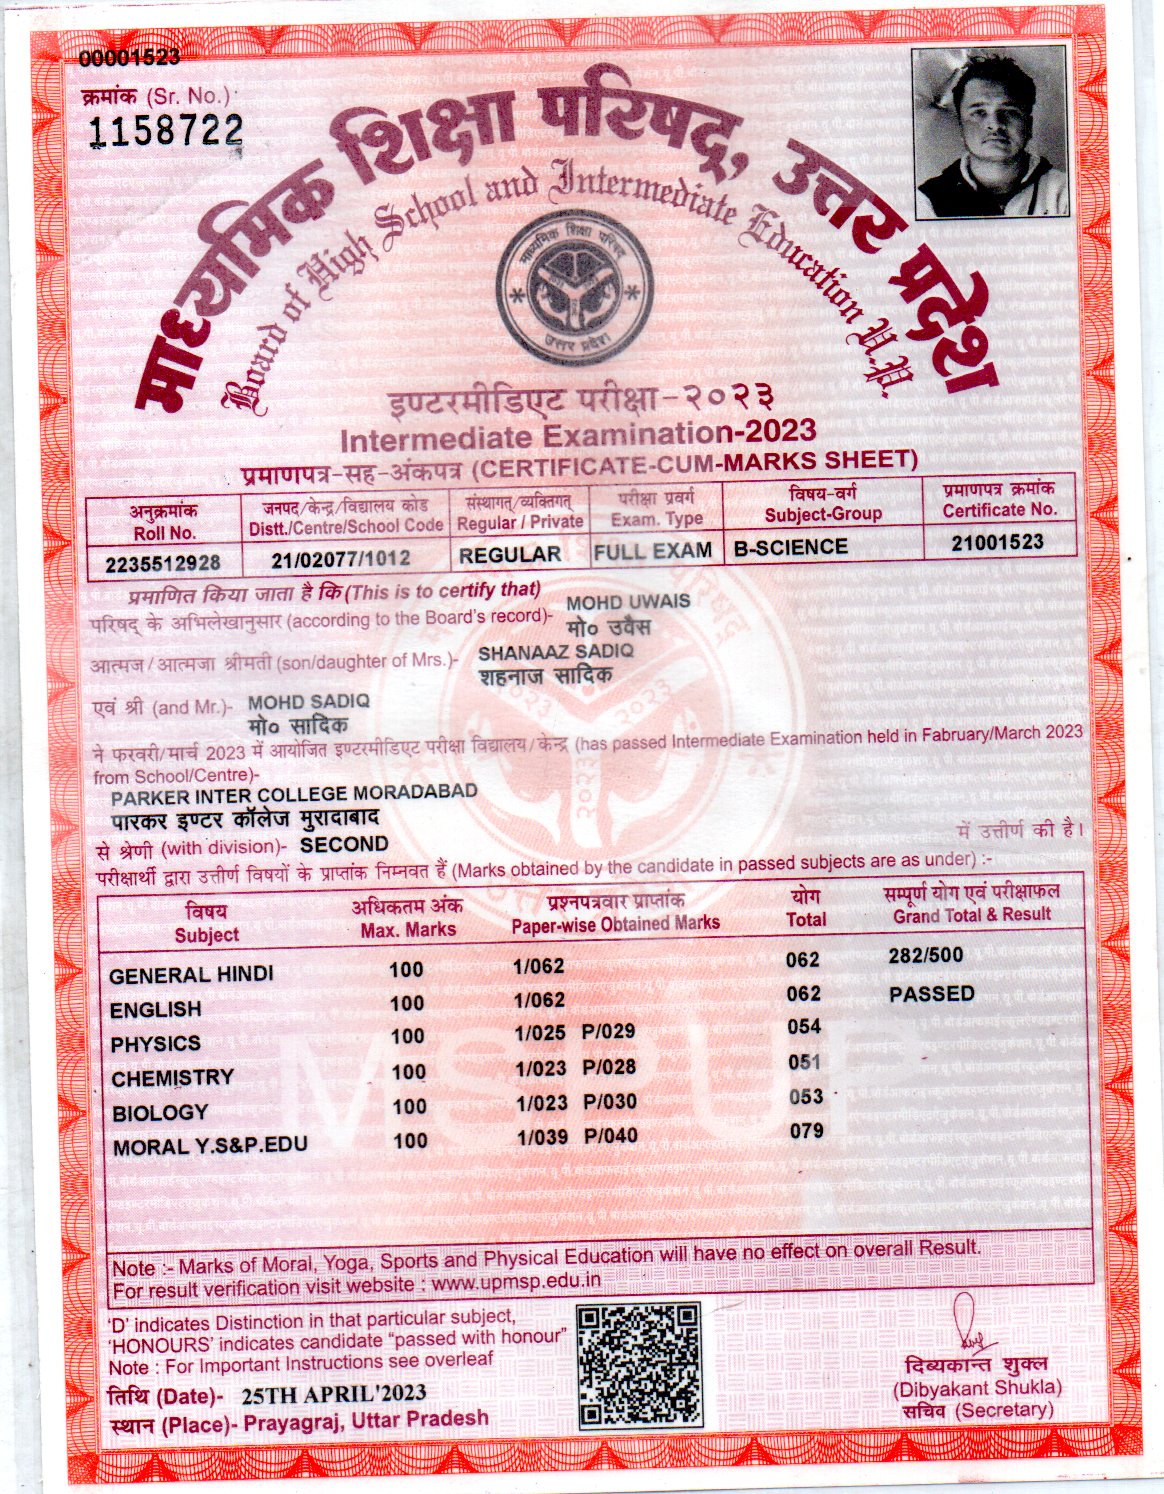 00001523
क्रमांक (Sr. No.)
1158722
माध्यमिक शिक्षा परिषद्, उत्तर प्रदेश
Board of High School and Intermediate Education U.P.
माध्यमिक शिक्षा परिषद्
उत्तर प्रदेश
इण्टरमीडिएट परीक्षा-२०२३
Intermediate Examination-2023
प्रमाणपत्र-सह-अंकपत्र (CERTIFICATE-CUM-MARKS SHEET)
अनुक्रमांक जनपद/केन्द्र/विद्यालय कोड संस्थागत्/व्यक्तिगत् परीक्षा प्रवर्ग विषय-वर्ग प्रमाणपत्र क्रमांक
Roll No. Distt./Centre/School Code Regular / Private Exam. Type Subject-Group Certificate No.
2235512928 21/02077/1012 REGULAR FULL EXAM B-SCIENCE 21001523
प्रमाणित किया जाता है कि (This is to certify that)
परिषद् के अभिलेखानुसार (according to the Board's record)- MOHD UWAIS
मो० उवैस
आत्मज/आत्मजा श्रीमती (son/daughter of Mrs.)- SHANAAZ SADIQ
शहनाज सादिक
एवं श्री (and Mr.)- MOHD SADIQ
मो० सादिक
ने फरवरी/मार्च 2023 में आयोजित इण्टरमीडिएट परीक्षा विद्यालय/केन्द्र (has passed Intermediate Examination held in Fabruary/March 2023
from School/Centre)-
PARKER INTER COLLEGE MORADABAD
पारकर इण्टर कॉलेज मुरादाबाद
से श्रेणी (with division)- SECOND में उत्तीर्ण की है।
परीक्षार्थी द्वारा उत्तीर्ण विषयों के प्राप्तांक निम्नवत हैं (Marks obtained by the candidate in passed subjects are as under) :-
विषय अधिकतम अंक प्रश्नपत्रवार प्राप्तांक योग सम्पूर्ण योग एवं परीक्षाफल
Subject Max. Marks Paper-wise Obtained Marks Total Grand Total & Result
GENERAL HINDI 100 1/062 062 282/500
ENGLISH 100 1/062 062 PASSED
PHYSICS 100 1/025 P/029 054
CHEMISTRY 100 1/023 P/028 051
BIOLOGY 100 1/023 P/030 053
MORAL Y.S&P.EDU 100 1/039 P/040 079
Note :- Marks of Moral, Yoga, Sports and Physical Education will have no effect on overall Result.
For result verification visit website : www.upmsp.edu.in
'D' indicates Distinction in that particular subject,
'HONOURS' indicates candidate "passed with honour"
Note : For Important Instructions see overleaf
तिथि (Date)- 25TH APRIL'2023
स्थान (Place)- Prayagraj, Uttar Pradesh
दिब्यकान्त शुक्ल
(Dibyakant Shukla)
सचिव (Secretary)